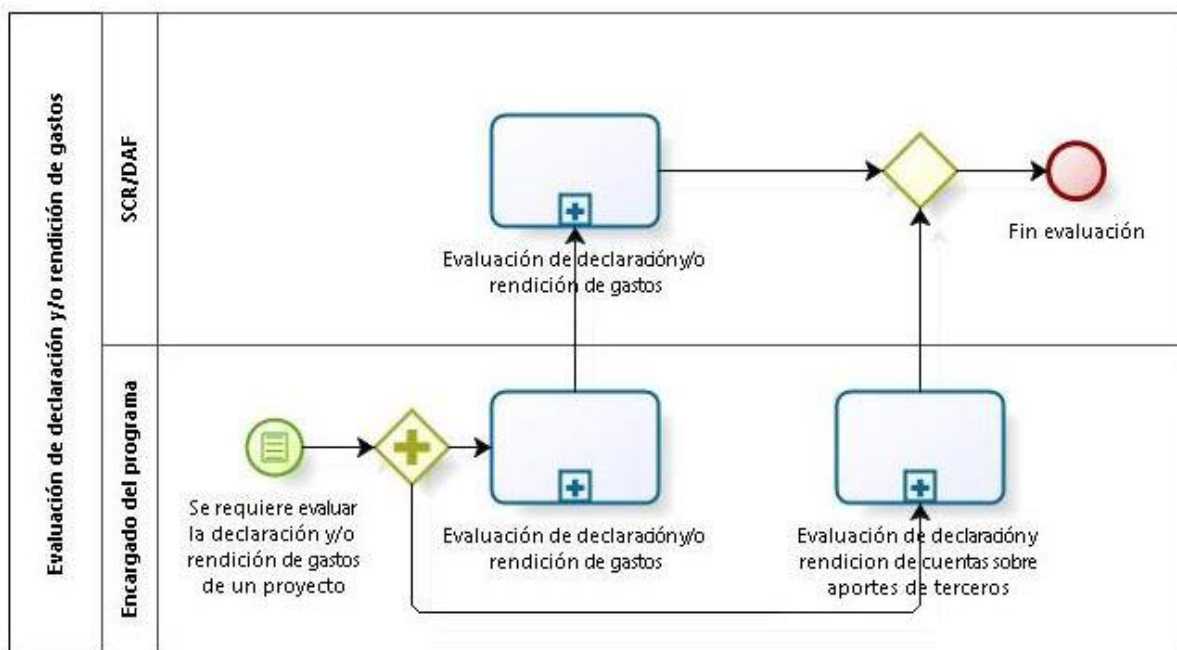 Evaluación de declaración y/o rendición de gastos
SCR/DAF
Evaluación de declaracióny/o
rendición de gastos
Fin evaluación
Encargado del programa
Se requiere evaluar
la declaración y/o
rendición de gastos
de un proyecto
Evaluación de declaracióny/o
rendición de gastos
Evaluación de declaracióny
rendicion de cuentas sobre
aportes de terceros